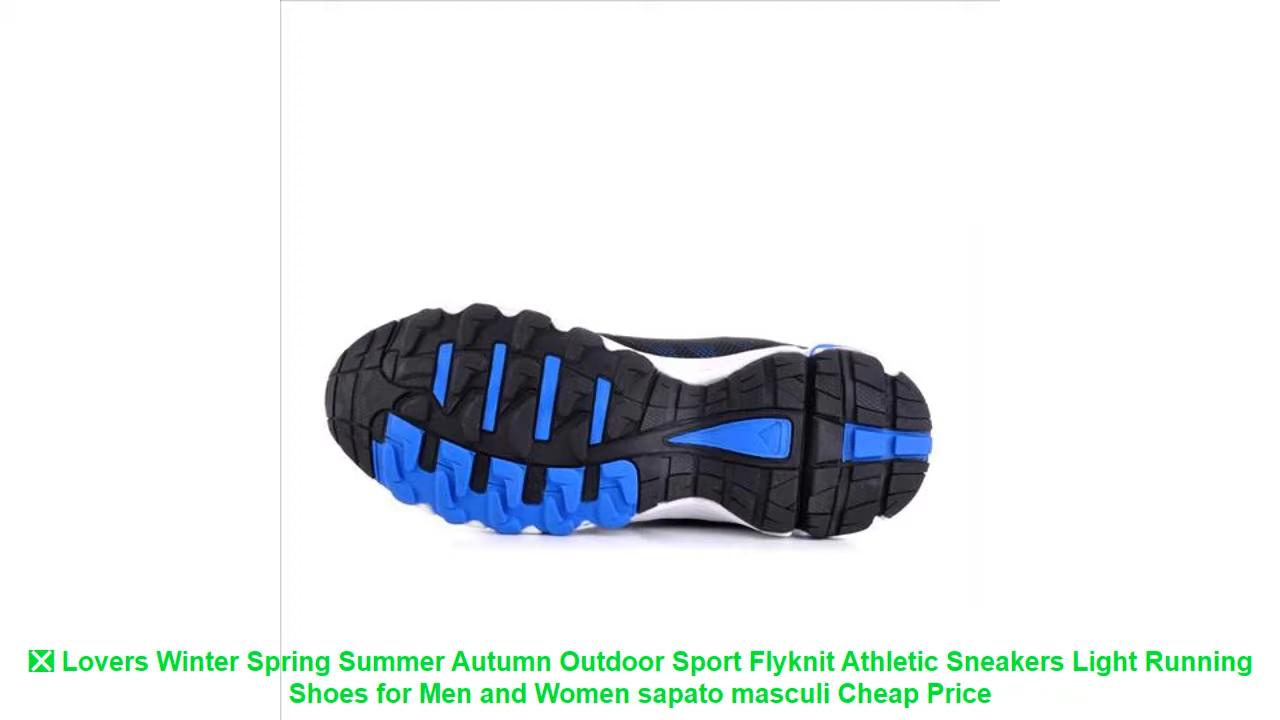 ❎ Lovers Winter Spring Summer Autumn Outdoor Sport Flyknit Athletic Sneakers Light Running
Shoes for Men and Women sapato masculi Cheap Price